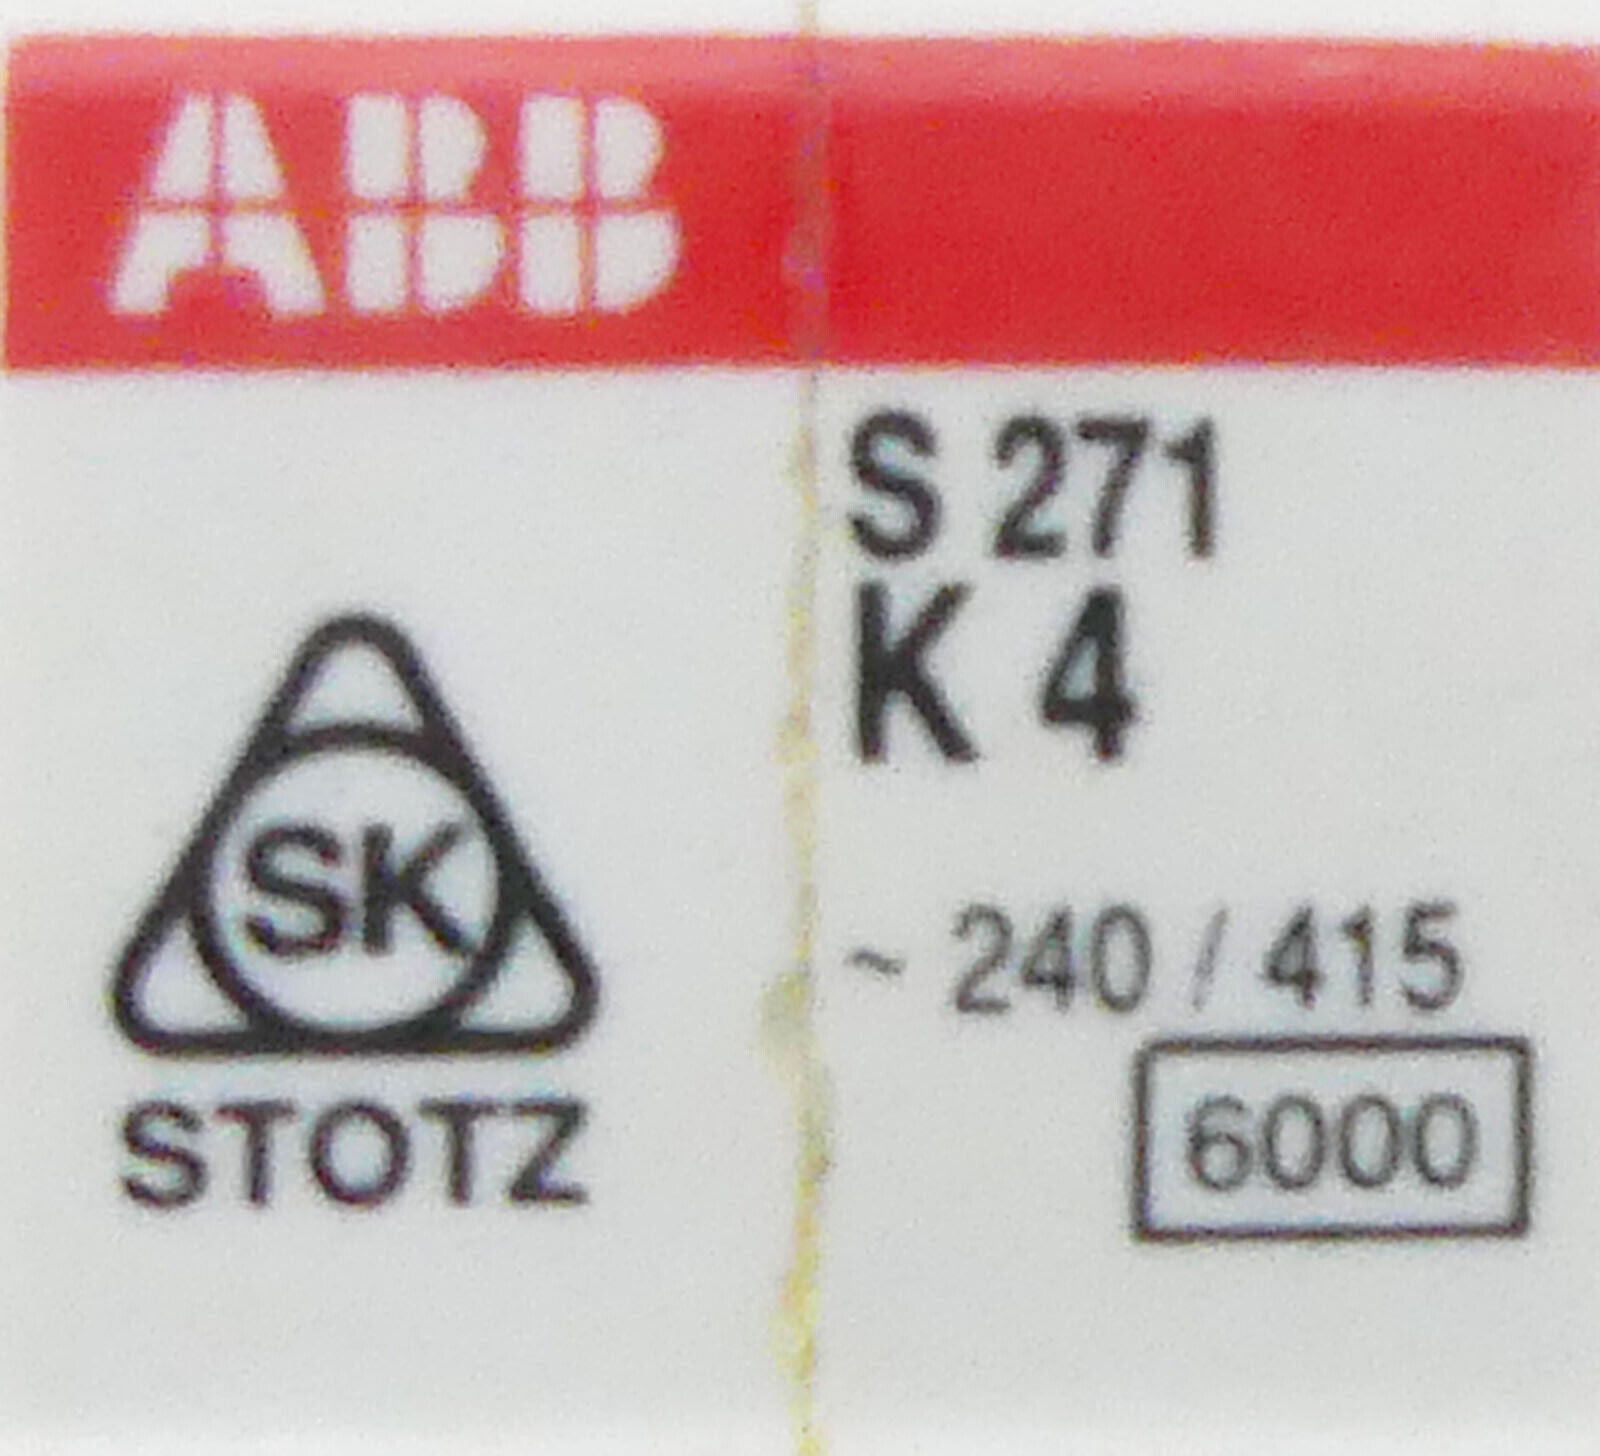 ABB
S 271
K 4
SK
STOTZ
~ 240 / 415
6000